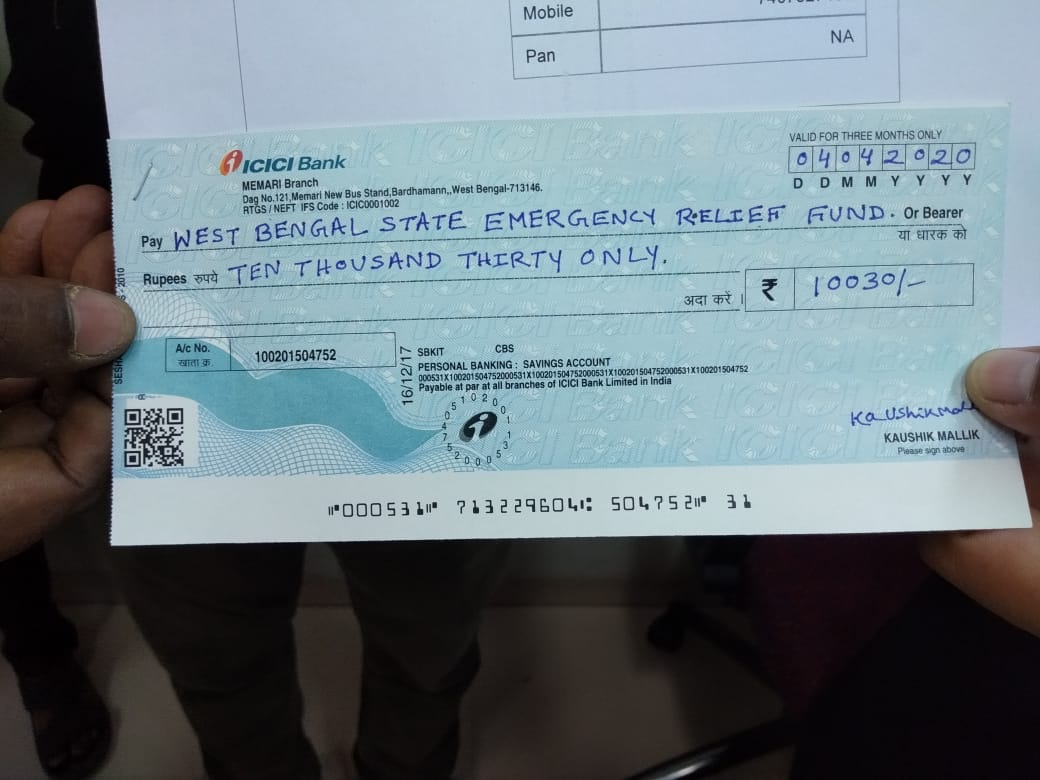 Mobile
Pan NA
VALID FOR THREE MONTHS ONLY
04042020
D D M M Y Y Y Y
ICICI Bank
MEMARI Branch
Dag No.121,Memari New Bus Stand,Bardhamann,,West Bengal-713146.
RTGS / NEFT IFS Code : ICIC0001002
Pay WEST BENGAL STATE EMERGENCY RELIEF FUND. Or Bearer
या धारक को
Rupees रुपये TEN THOUSAND THIRTY ONLY.
अदा करें । ₹ 10030/-
A/c No.
खाता क्र. 100201504752
16/12/17
SBKIT CBS
PERSONAL BANKING : SAVINGS ACCOUNT
000531X100201504752000531X100201504752000531X100201504752
Payable at par at all branches of ICICI Bank Limited in India
KAUSHIK MALLIK
Please sign above
⑈000531⑈ 713229604⑆ 504752⑈ 31